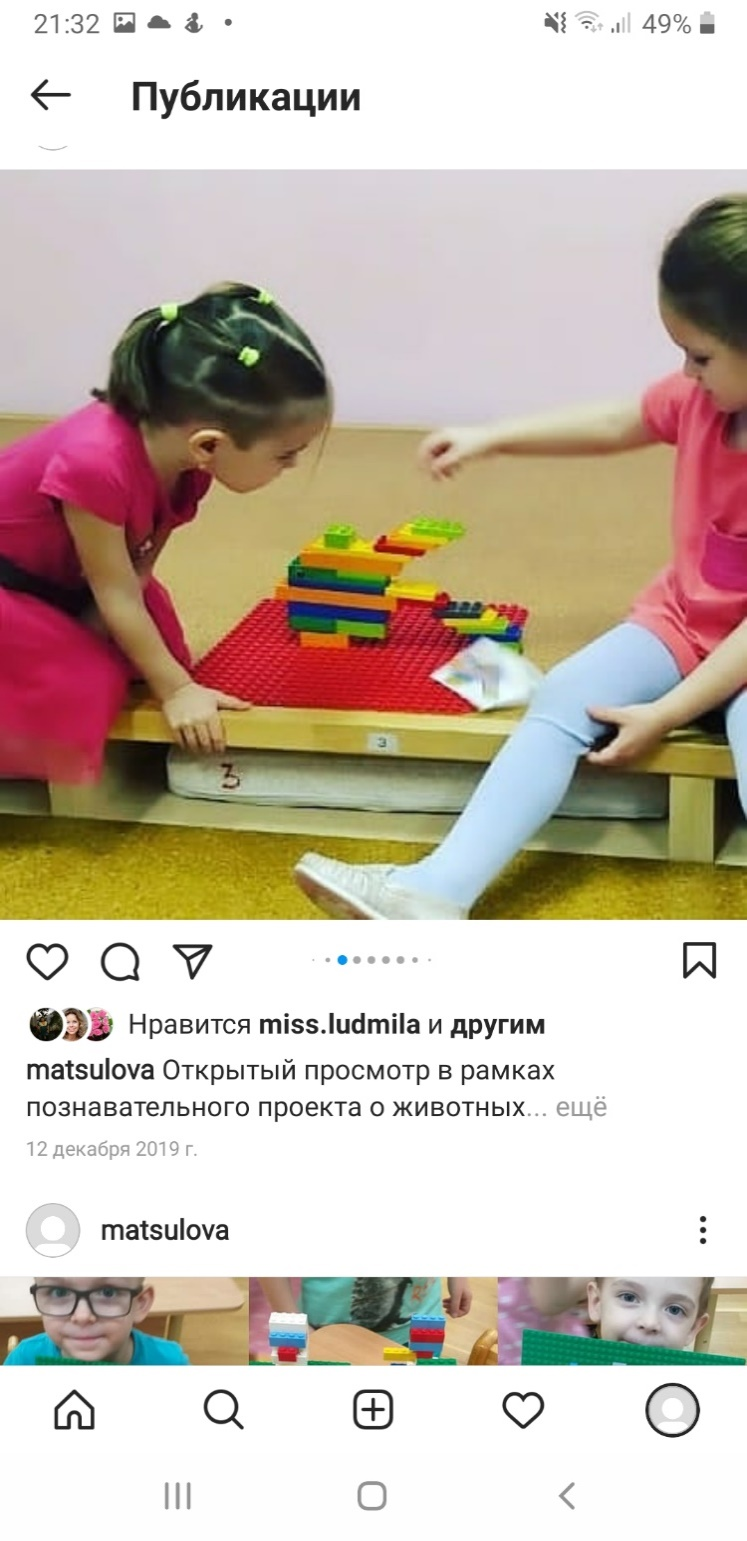 21:32 49%
Публикации
3
3
Нравится miss.ludmila и другим
matsulova Открытый просмотр в рамках
познавательного проекта о животных... ещё
12 декабря 2019 г.
matsulova